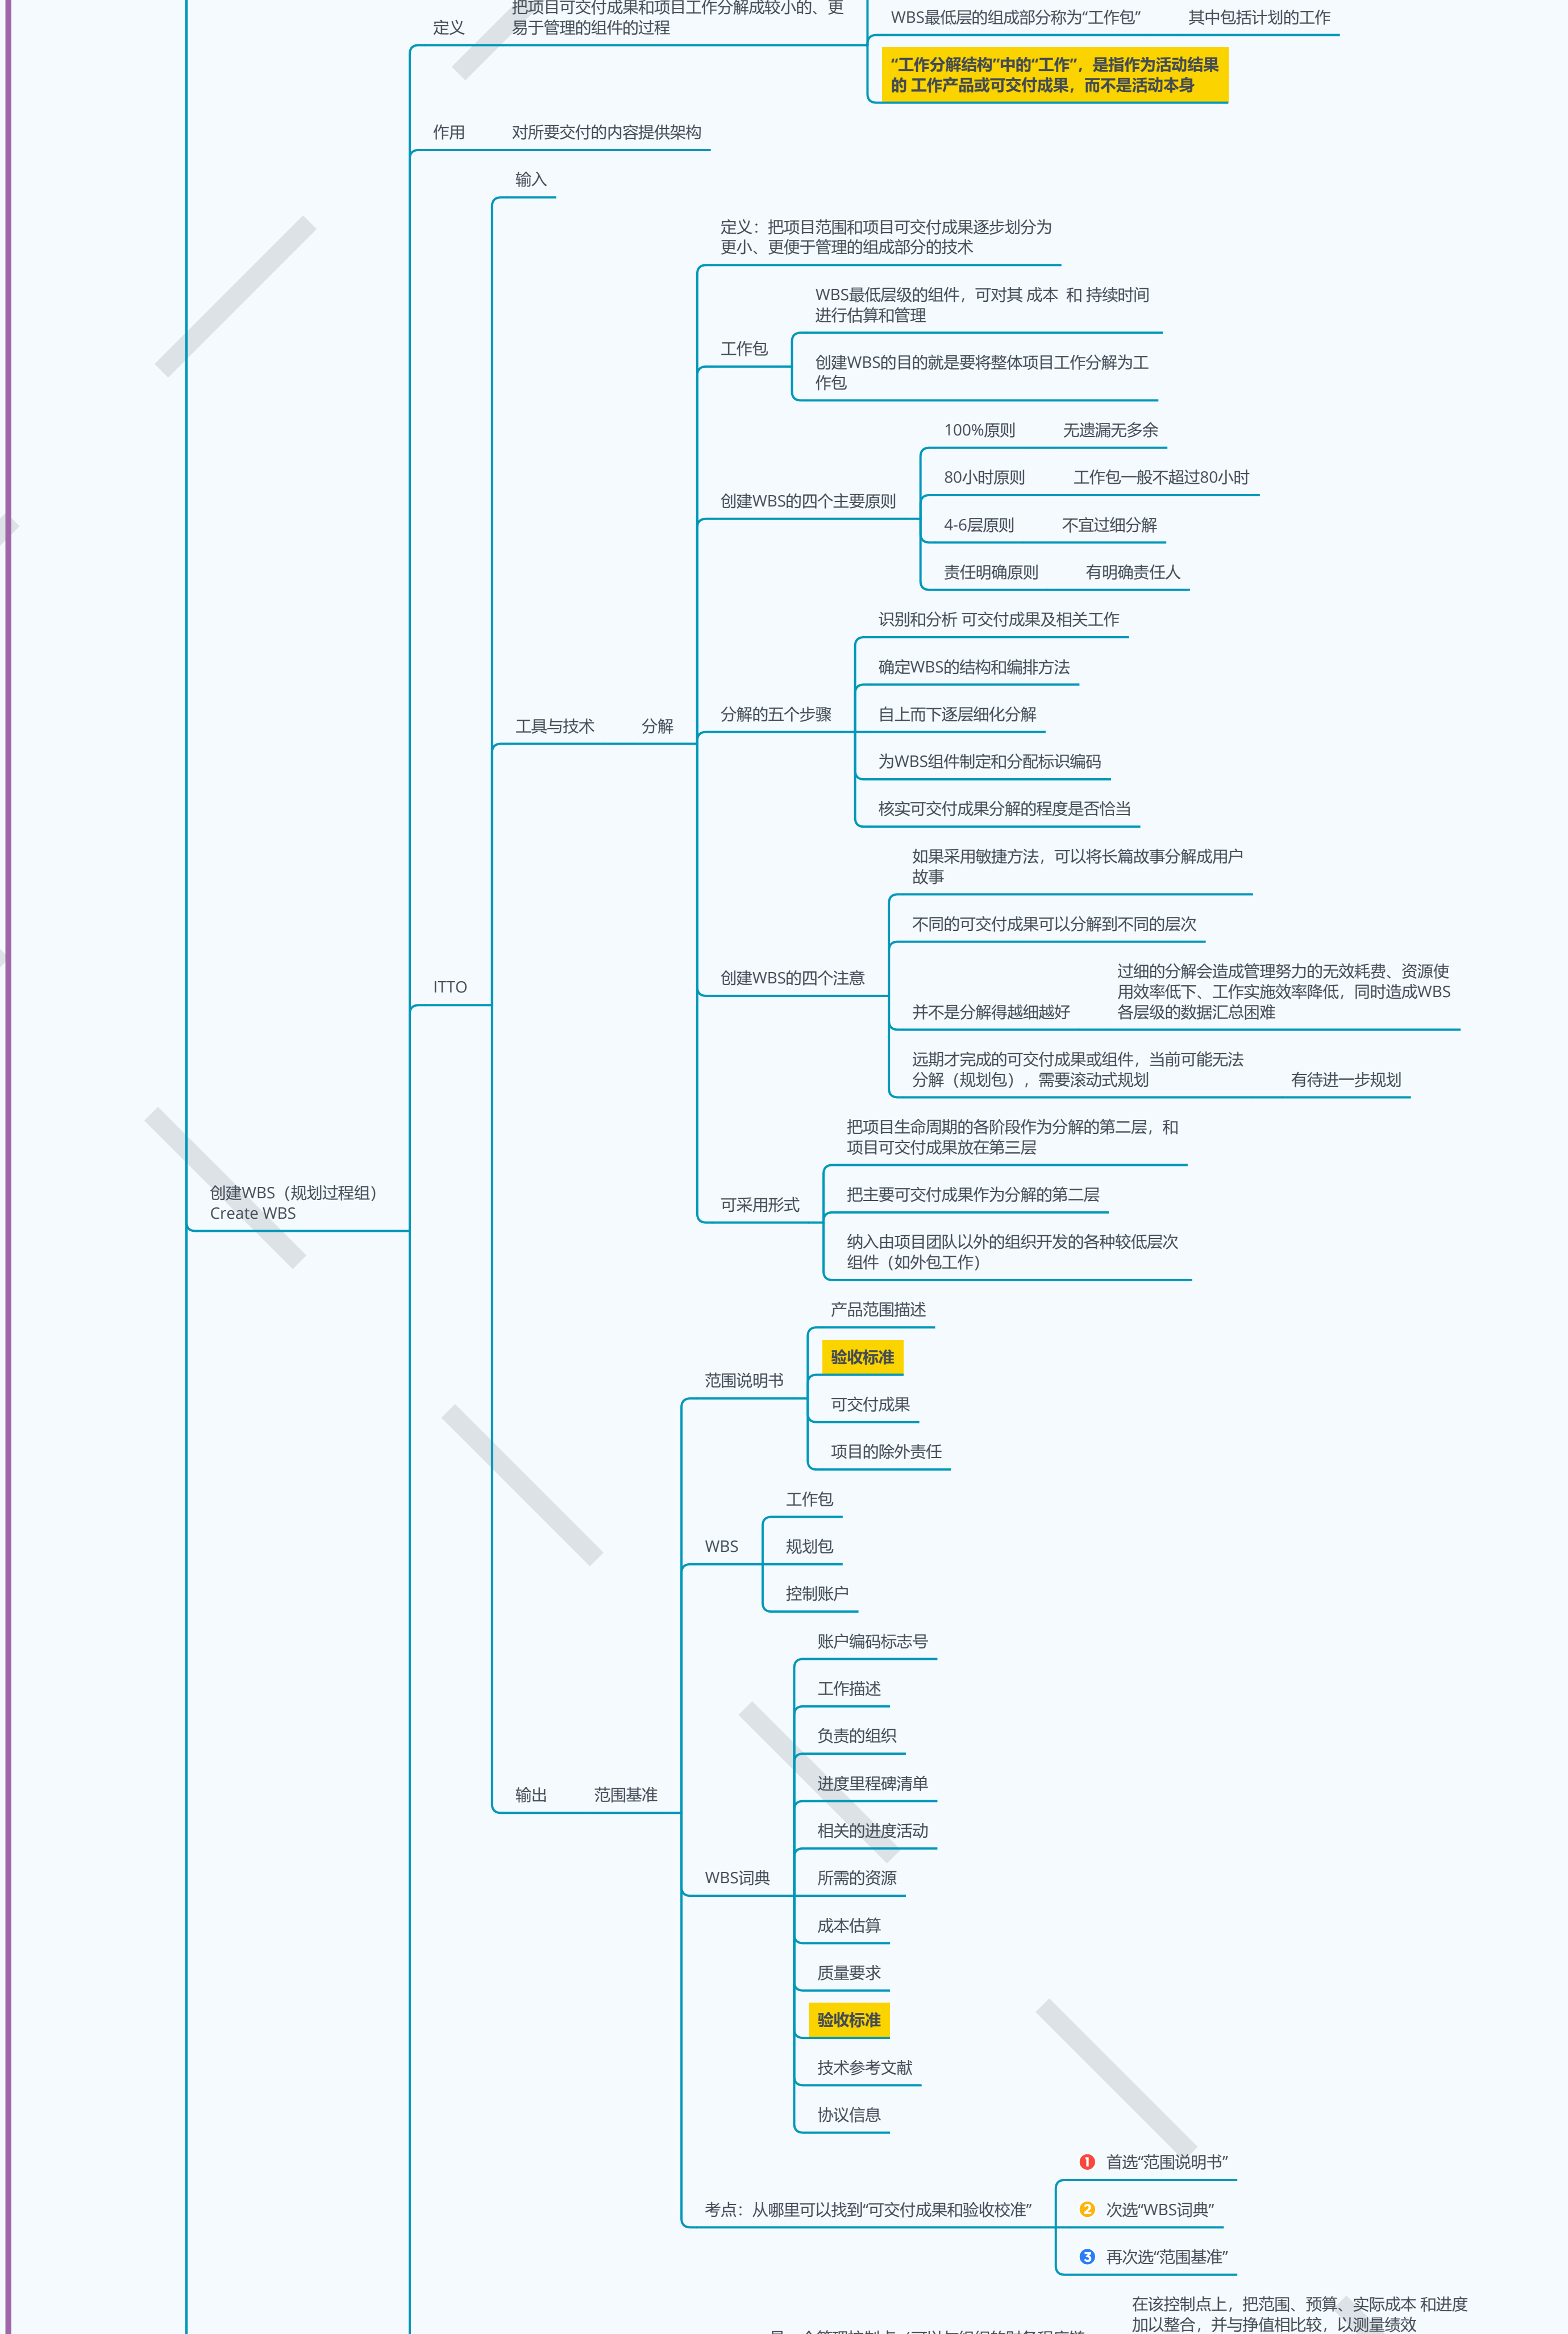 把项目可交付成果和项目工作分解成较小的、更
易于管理的组件的过程
定义
WBS最低层的组成部分称为“工作包”
其中包括计划的工作
“工作分解结构”中的“工作”，是指作为活动结果
的 工作产品或可交付成果，而不是活动本身
作用
对所要交付的内容提供架构
输入
定义：把项目范围和项目可交付成果逐步划分为
更小、更便于管理的组成部分的技术
WBS最低层级的组件，可对其 成本 和 持续时间
进行估算和管理
工作包
创建WBS的目的就是要将整体项目工作分解为工
作包
100%原则
无遗漏无多余
80小时原则
工作包一般不超过80小时
创建WBS的四个主要原则
4-6层原则
不宜过细分解
责任明确原则
有明确责任人
识别和分析 可交付成果及相关工作
确定WBS的结构和编排方法
分解的五个步骤
自上而下逐层细化分解
工具与技术
分解
为WBS组件制定和分配标识编码
核实可交付成果分解的程度是否恰当
如果采用敏捷方法，可以将长篇故事分解成用户
故事
不同的可交付成果可以分解到不同的层次
创建WBS的四个注意
过细的分解会造成管理努力的无效耗费、资源使
用效率低下、工作实施效率降低，同时造成WBS
各层级的数据汇总困难
并不是分解得越细越好
ITTO
远期才完成的可交付成果或组件，当前可能无法
分解（规划包），需要滚动式规划
有待进一步规划
把项目生命周期的各阶段作为分解的第二层，和
项目可交付成果放在第三层
创建WBS（规划过程组）
Create WBS
可采用形式
把主要可交付成果作为分解的第二层
纳入由项目团队以外的组织开发的各种较低层次
组件（如外包工作）
产品范围描述
验收标准
范围说明书
可交付成果
项目的除外责任
工作包
WBS
规划包
控制账户
账户编码标志号
工作描述
负责的组织
进度里程碑清单
输出
范围基准
相关的进度活动
WBS词典
所需的资源
成本估算
质量要求
验收标准
技术参考文献
协议信息
❶ 首选“范围说明书”
考点：从哪里可以找到“可交付成果和验收校准”
❷ 次选“WBS词典”
❸ 再次选“范围基准”
在该控制点上，把范围、预算、实际成本 和进度
加以整合，并与挣值相比较，以测量绩效